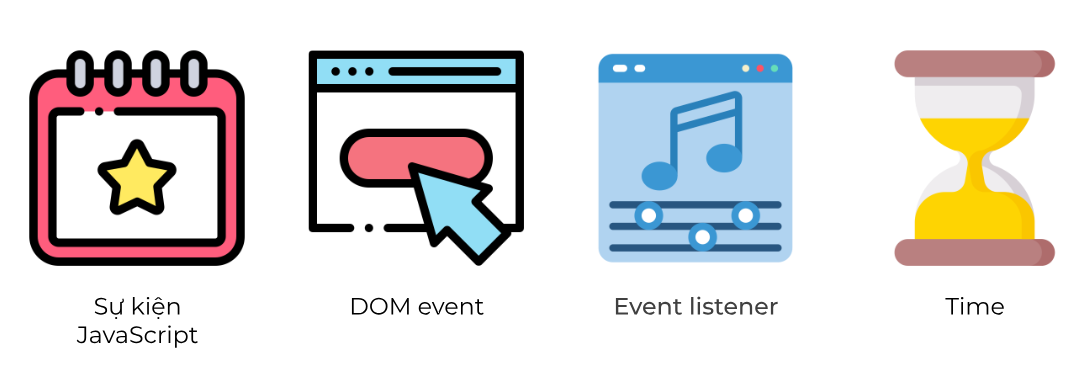 Sự kiện
JavaScript
DOM event
Event listener
Time